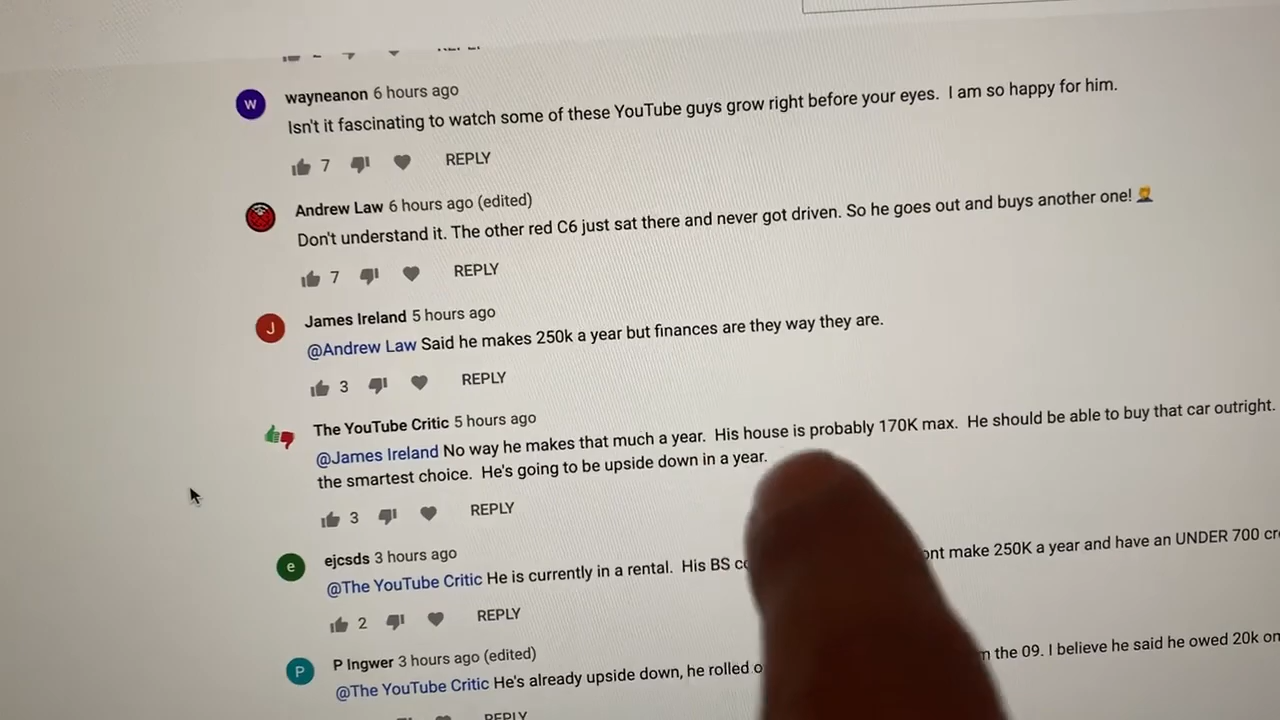 wayneanon 6 hours ago
W
Isn't it fascinating to watch some of these YouTube guys grow right before your eyes. I am so happy for him.
7 REPLY
Andrew Law 6 hours ago (edited)
Don't understand it. The other red C6 just sat there and never got driven. So he goes out and buys another one! 🤦
7 REPLY
James Ireland 5 hours ago
J
@Andrew Law Said he makes 250k a year but finances are they way they are.
3 REPLY
The YouTube Critic 5 hours ago
@James Ireland No way he makes that much a year. His house is probably 170K max. He should be able to buy that car outright.
the smartest choice. He's going to be upside down in a year.
3 REPLY
ejcsds 3 hours ago
e
@The YouTube Critic He is currently in a rental. His BS make 250K a year and have an UNDER 700
2 REPLY
P Ingwer 3 hours ago (edited)
P
@The YouTube Critic He's already upside down, he rolled the 09. I believe he said he owed 20k
REPLY